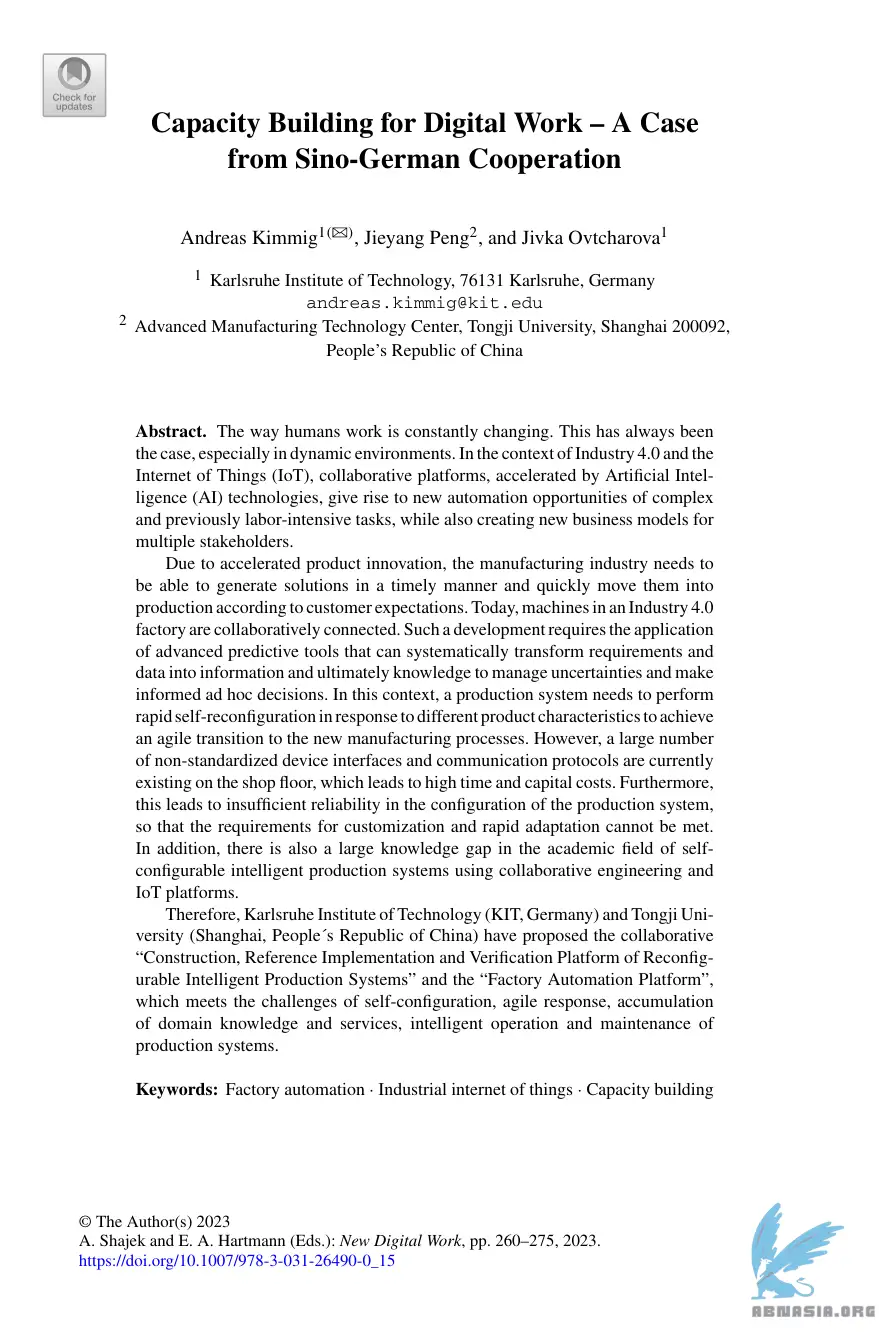 Check for
updates
Capacity Building for Digital Work – A Case
from Sino-German Cooperation
Andreas Kimmig1(✉), Jieyang Peng2, and Jivka Ovtcharova1
1 Karlsruhe Institute of Technology, 76131 Karlsruhe, Germany
andreas.kimmig@kit.edu
2 Advanced Manufacturing Technology Center, Tongji University, Shanghai 200092,
People's Republic of China
Abstract. The way humans work is constantly changing. This has always been
the case, especially in dynamic environments. In the context of Industry 4.0 and the
Internet of Things (IoT), collaborative platforms, accelerated by Artificial Intel-
ligence (AI) technologies, give rise to new automation opportunities of complex
and previously labor-intensive tasks, while also creating new business models for
multiple stakeholders.
Due to accelerated product innovation, the manufacturing industry needs to
be able to generate solutions in a timely manner and quickly move them into
production according to customer expectations. Today, machines in an Industry 4.0
factory are collaboratively connected. Such a development requires the application
of advanced predictive tools that can systematically transform requirements and
data into information and ultimately knowledge to manage uncertainties and make
informed ad hoc decisions. In this context, a production system needs to perform
rapid self-reconfiguration in response to different product characteristics to achieve
an agile transition to the new manufacturing processes. However, a large number
of non-standardized device interfaces and communication protocols are currently
existing on the shop floor, which leads to high time and capital costs. Furthermore,
this leads to insufficient reliability in the configuration of the production system,
so that the requirements for customization and rapid adaptation cannot be met.
In addition, there is also a large knowledge gap in the academic field of self-
configurable intelligent production systems using collaborative engineering and
IoT platforms.
Therefore, Karlsruhe Institute of Technology (KIT, Germany) and Tongji Uni-
versity (Shanghai, People´s Republic of China) have proposed the collaborative
“Construction, Reference Implementation and Verification Platform of Reconfig-
urable Intelligent Production Systems” and the “Factory Automation Platform”,
which meets the challenges of self-configuration, agile response, accumulation
of domain knowledge and services, intelligent operation and maintenance of
production systems.
Keywords: Factory automation · Industrial internet of things · Capacity building
© The Author(s) 2023
A. Shajek and E. A. Hartmann (Eds.): New Digital Work, pp. 260–275, 2023.
https://doi.org/10.1007/978-3-031-26490-0_15
ABNASIA.ORG